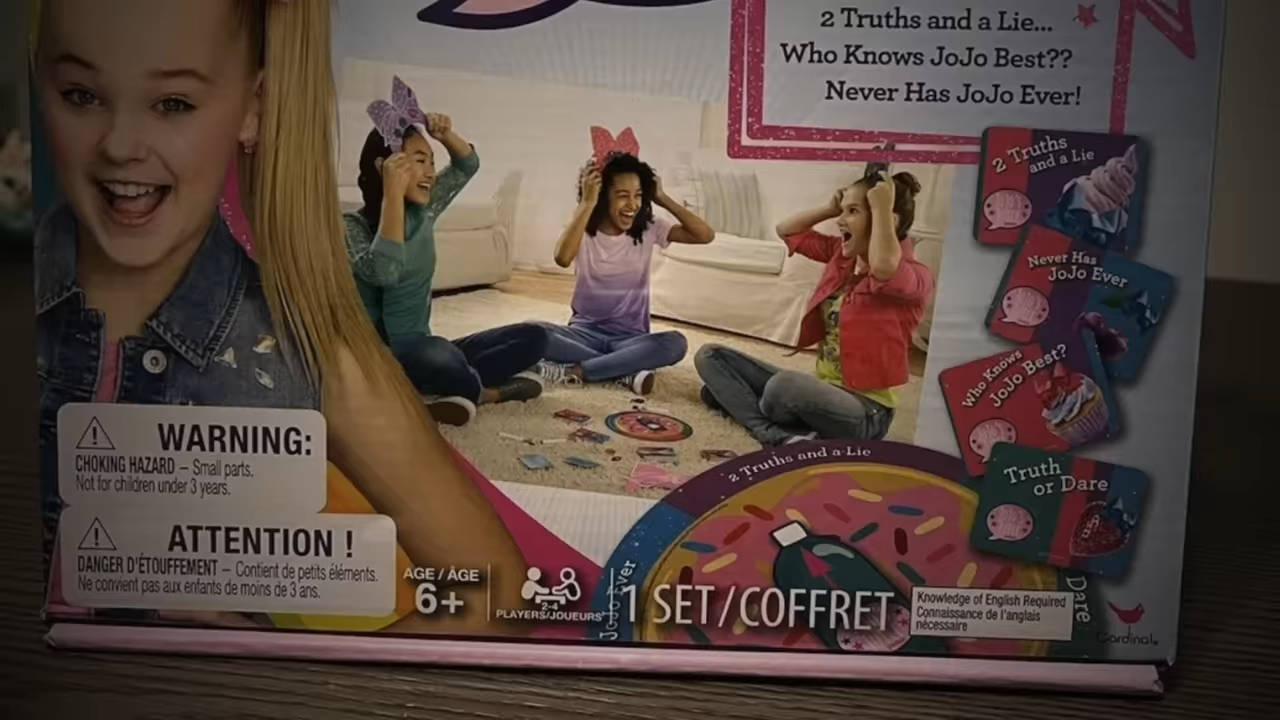 2 Truths and a Lie...
Who Knows JoJo Best??
Never Has JoJo Ever!
2 Truths
and a Lie
Never Has
JoJo Ever
Who Knows
JoJo Best?
Truth
or Dare
2 Truths and a Lie
WARNING:
CHOKING HAZARD – Small parts.
Not for children under 3 years.
ATTENTION !
DANGER D'ÉTOUFFEMENT – Contient de petits éléments.
Ne convient pas aux enfants de moins de 3 ans.
AGE / ÂGE
6+
2-4
PLAYERS/JOUEURS
JoJo Ever
1 SET/COFFRET
Knowledge of English Required
Connaissance de l'anglais
nécessaire
Dare
Cardinal